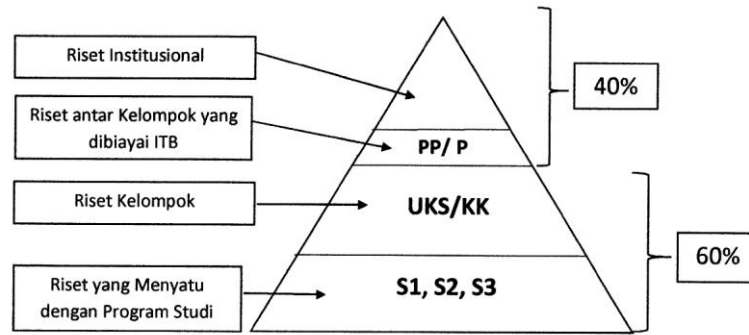 Riset Institusional
40%
Riset antar Kelompok yang
dibiayai ITB
PP/ P
Riset Kelompok
UKS/KK
60%
Riset yang Menyatu
dengan Program Studi
S1, S2, S3